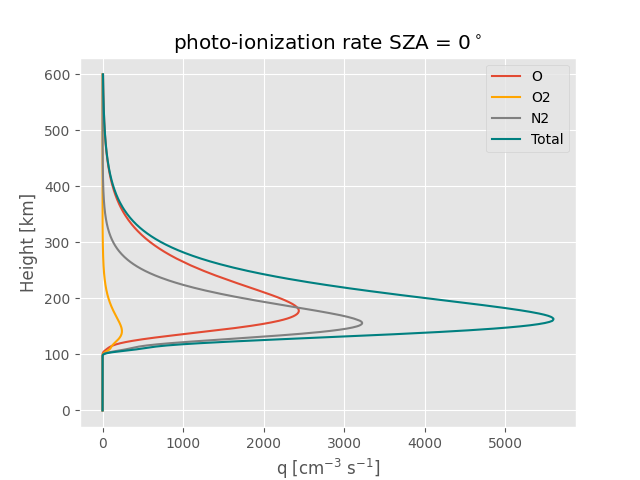 photo-ionization rate SZA = 0°
600
500
400
300
200
100
0
Height [km]
0 1000 2000 3000 4000 5000
q [cm⁻³ s⁻¹]
O
O2
N2
Total